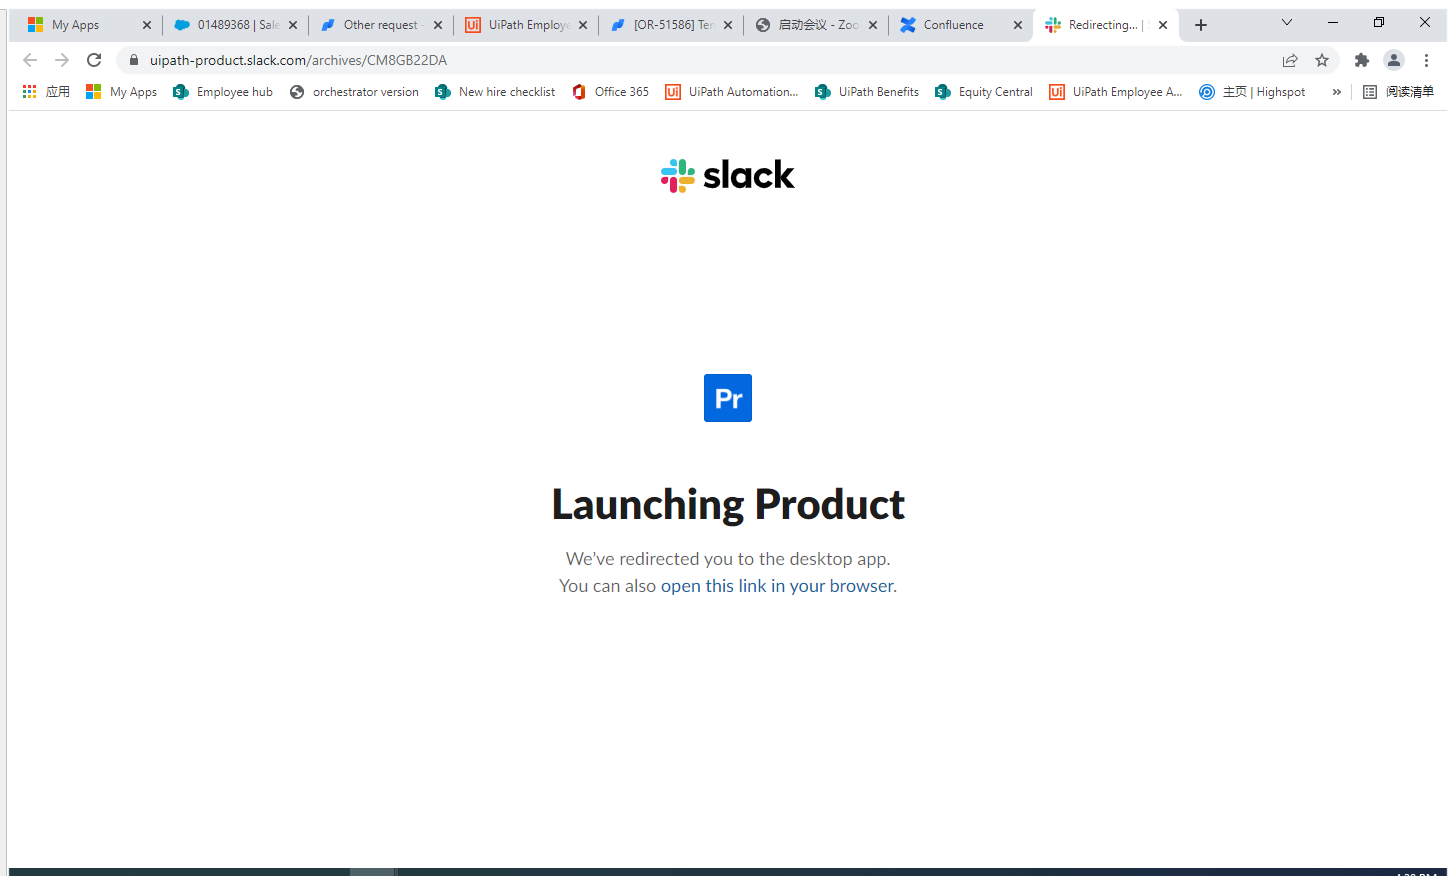 My Apps
01489368 | Sale
Other request -
UiPath Employe
[OR-51586] Ten
启动会议 - Zoo
Confluence
Redirecting... |
uipath-product.slack.com/archives/CM8GB22DA
应用
My Apps
Employee hub
orchestrator version
New hire checklist
Office 365
UiPath Automation...
UiPath Benefits
Equity Central
UiPath Employee A...
主页 | Highspot
»
阅读清单
slack
Pr
Launching Product
We've redirected you to the desktop app.
You can also open this link in your browser.